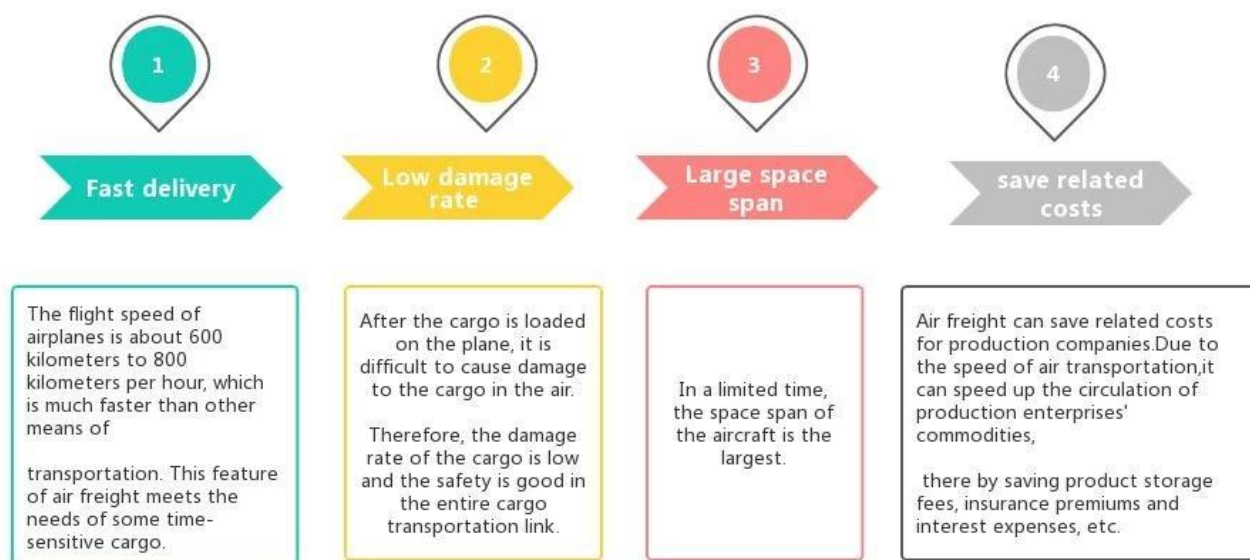 1
Fast delivery
The flight speed of
airplanes is about 600
kilometers to 800
kilometers per hour, which
is much faster than other
means of
transportation. This feature
of air freight meets the
needs of some time-
sensitive cargo.
2
Low damage
rate
After the cargo is loaded
on the plane, it is
difficult to cause damage
to the cargo in the air.
Therefore, the damage
rate of the cargo is low
and the safety is good in
the entire cargo
transportation link.
3
Large space
span
In a limited time,
the space span of
the aircraft is the
largest.
4
save related
costs
Air freight can save related costs
for production companies.Due to
the speed of air transportation,it
can speed up the circulation of
production enterprises'
commodities,
there by saving product storage
fees, insurance premiums and
interest expenses, etc.